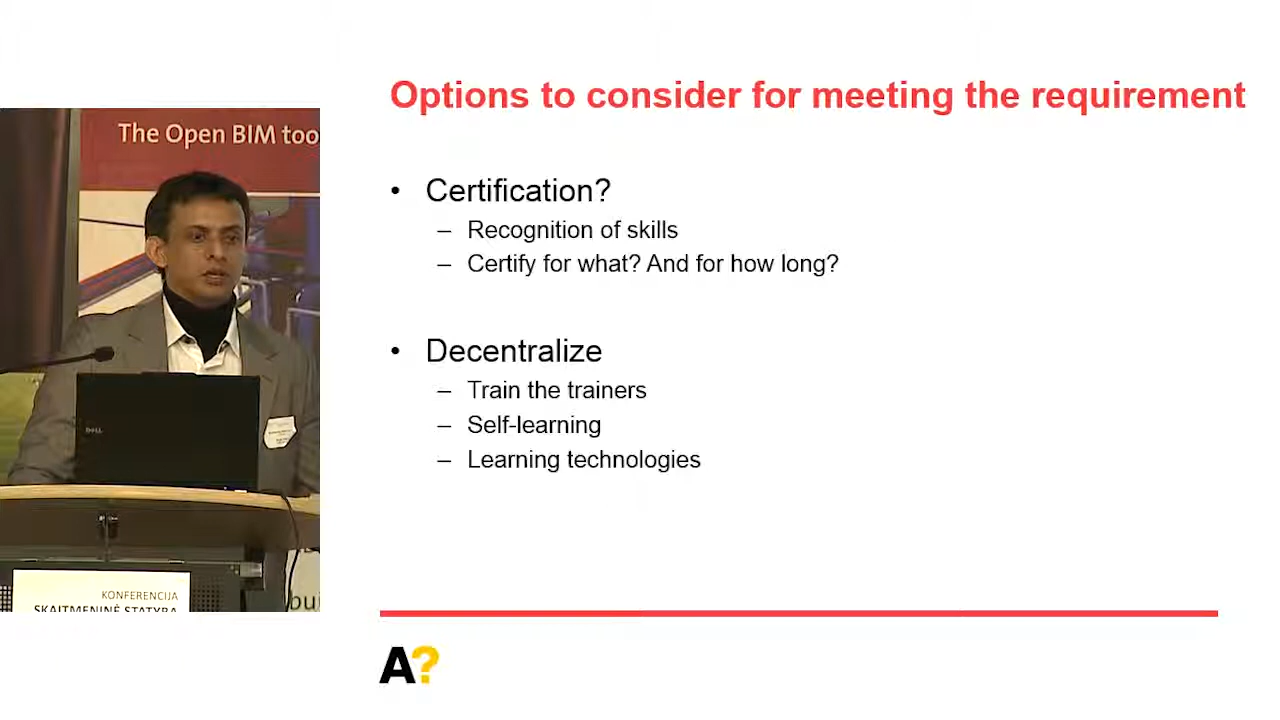 Options to consider for meeting the requirement
• Certification?
– Recognition of skills
– Certify for what? And for how long?
• Decentralize
– Train the trainers
– Self-learning
– Learning technologies
A?
The Open BIM too
DELL
KONFERENCIJA
SKAITMENINĖ STATYBA